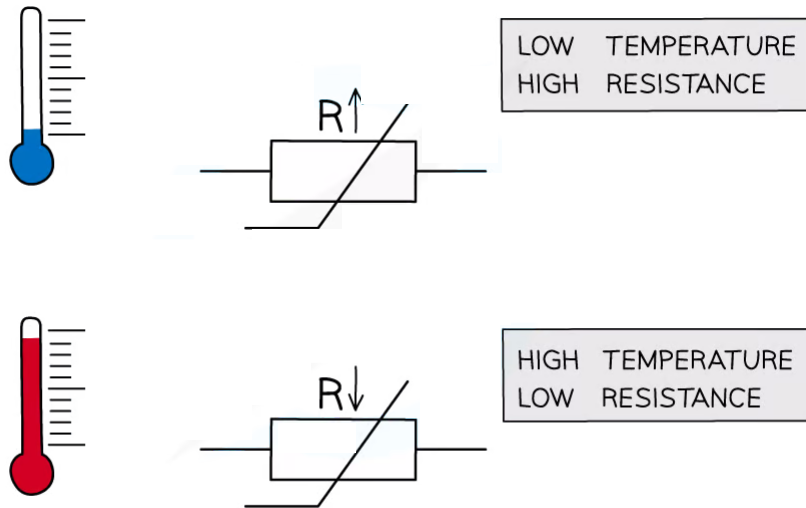 LOW TEMPERATURE
HIGH RESISTANCE
R↑
HIGH TEMPERATURE
LOW RESISTANCE
R↓